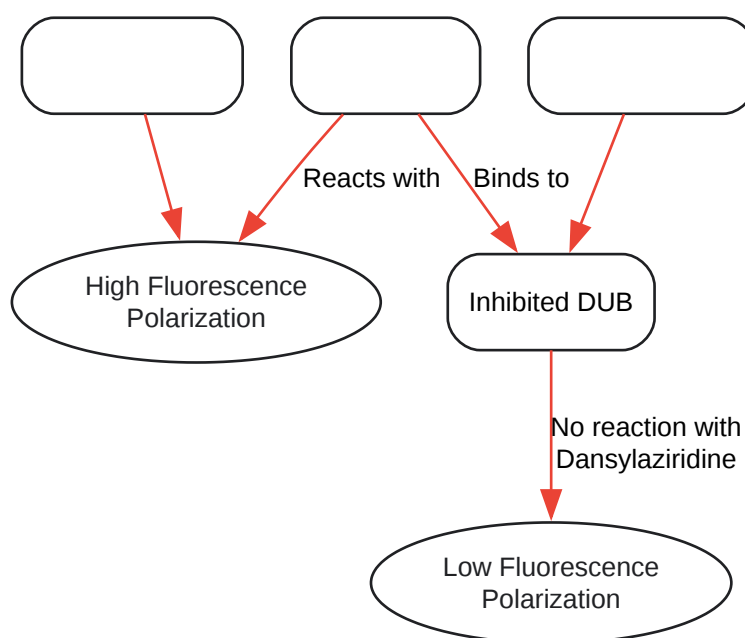 Reacts with
Binds to
High Fluorescence
Polarization
Inhibited DUB
No reaction with
Dansylaziridine
Low Fluorescence
Polarization